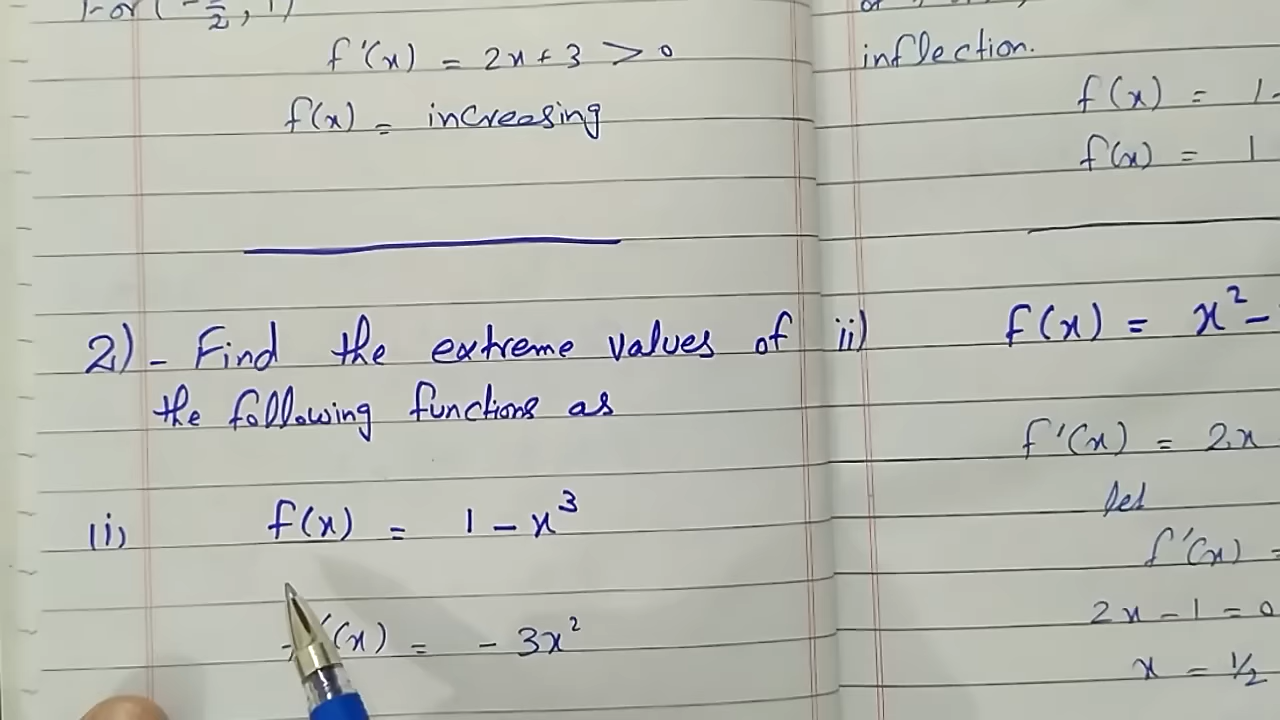 f'(x) = 2x + 3 > 0
f(x) = increasing
2) - Find the extreme values of
the following functions as
(i) f(x) = 1 - x³
'(x) = - 3x²
inflection.
f(x) = 1-
f(x) = 1
ii) f(x) = x² -
f'(x) = 2x
let
f'(x) =
2x - 1 = 0
x = 1/2